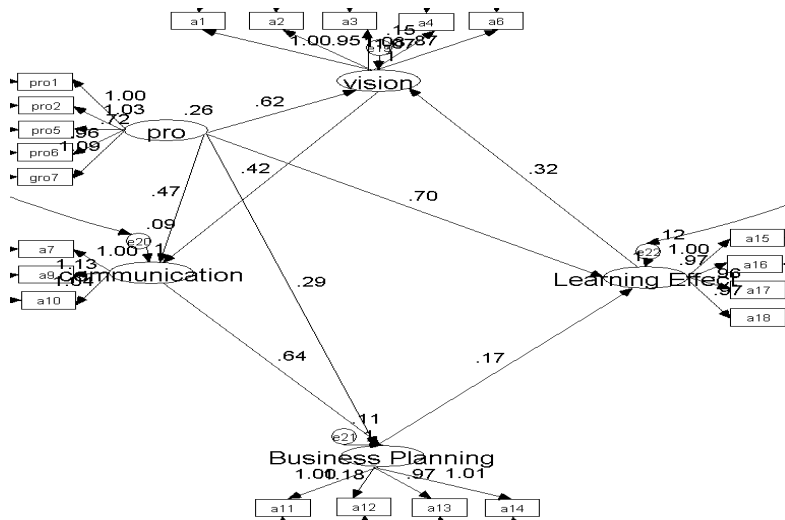 a1
a2
a3
a4
a6
1.00
.95
1.03
.87
.15
vision
pro1
pro2
pro5
pro6
gro7
1.00
1.03
.72
.96
1.09
.26
pro
.62
.42
.47
.70
.32
.29
.09
e20
1
a7
a9
a10
1.00
1.13
1.04
communication
.12
e22
1.00
.97
.96
.97
Learning Effect
a15
a16
a17
a18
.64
.17
.11
e21
1
Business Planning
1.00
1.18
.97
1.01
a11
a12
a13
a14